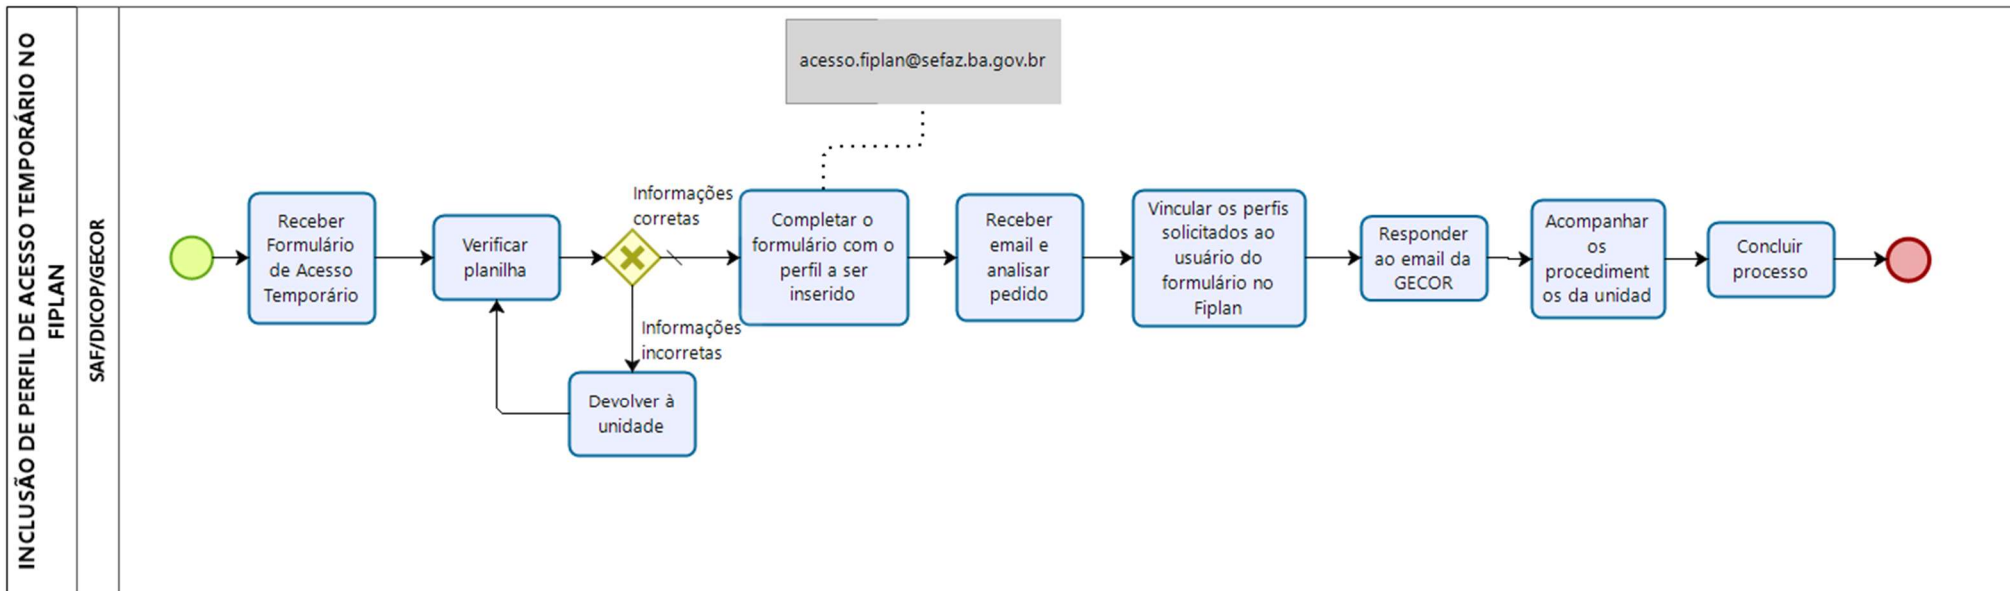 INCLUSÃO DE PERFIL DE ACESSO TEMPORÁRIO NO
FIPLAN
SAF/DICOP/GECOR
acesso.fiplan@sefaz.ba.gov.br
Receber
Formulário
de Acesso
Temporário
Verificar
planilha
Informações
corretas
Informações
incorretas
Devolver à
unidade
Completar o
formulário com o
perfil a ser
inserido
Receber
email e
analisar
pedido
Vincular os perfis
solicitados ao
usuário do
formulário no
Fiplan
Responder
ao email da
GECOR
Acompanhar
os
procediment
os da unidad
Concluir
processo